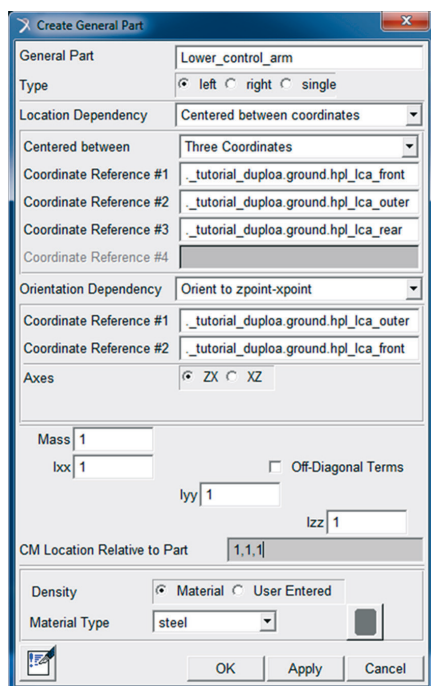 Create General Part
General Part Lower_control_arm
Type left right single
Location Dependency Centered between coordinates
Centered between Three Coordinates
Coordinate Reference #1 ._tutorial_duploa.ground.hpl_lca_front
Coordinate Reference #2 ._tutorial_duploa.ground.hpl_lca_outer
Coordinate Reference #3 ._tutorial_duploa.ground.hpl_lca_rear
Coordinate Reference #4
Orientation Dependency Orient to zpoint-xpoint
Coordinate Reference #1 ._tutorial_duploa.ground.hpl_lca_outer
Coordinate Reference #2 ._tutorial_duploa.ground.hpl_lca_front
Axes ZX XZ
Mass 1
Ixx 1 Off-Diagonal Terms
Iyy 1
Izz 1
CM Location Relative to Part 1,1,1
Density Material User Entered
Material Type steel
OK Apply Cancel